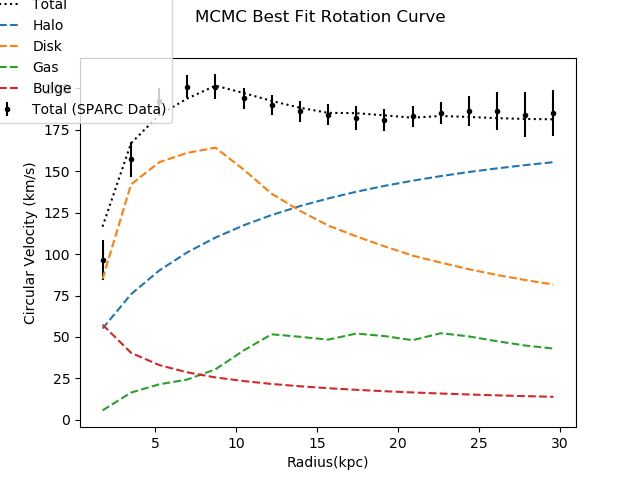 MCMC Best Fit Rotation Curve
Total
Halo
Disk
Gas
Bulge
Total (SPARC Data)
175
150
125
100
75
50
25
0
Circular Velocity (km/s)
5
10
15
20
25
30
Radius(kpc)